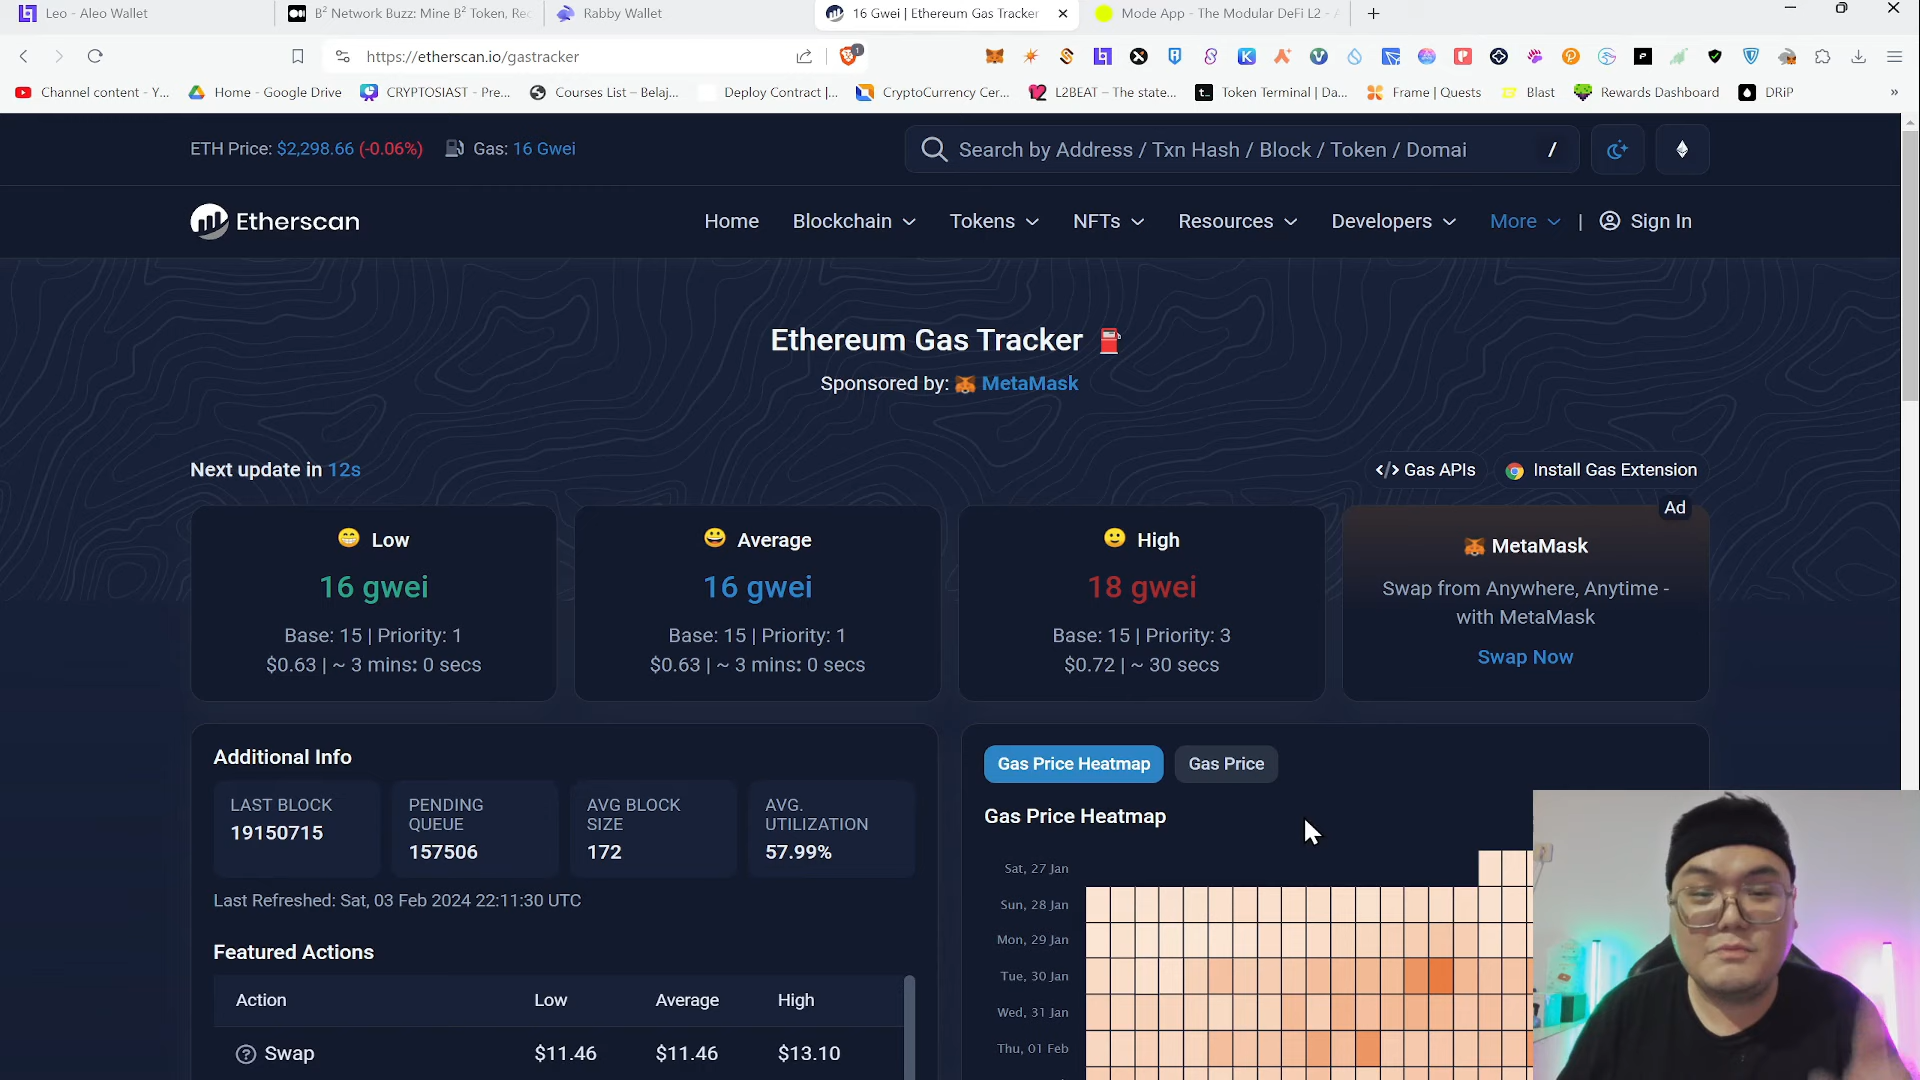 Leo - Aleo Wallet
B² Network Buzz: Mine B² Token, Rec
Rabby Wallet
16 Gwei | Ethereum Gas Tracker
Mode App - The Modular DeFi L2 -
https://etherscan.io/gastracker
1
Channel content - Y...
Home - Google Drive
CRYPTOSIAST - Pre...
Courses List – Belaj...
Deploy Contract |...
CryptoCurrency Cer...
L2BEAT – The state...
Token Terminal | Da...
Frame | Quests
Blast
Rewards Dashboard
DRiP
»
ETH Price: $2,298.66 (-0.06%)
Gas: 16 Gwei
Search by Address / Txn Hash / Block / Token / Domai
/
Etherscan
Home
Blockchain
Tokens
NFTs
Resources
Developers
More
|
Sign In
Ethereum Gas Tracker
Sponsored by: MetaMask
Next update in 12s
</> Gas APIs
Install Gas Extension
Ad
Low
16 gwei
Base: 15 | Priority: 1
$0.63 | ~ 3 mins: 0 secs
Average
16 gwei
Base: 15 | Priority: 1
$0.63 | ~ 3 mins: 0 secs
High
18 gwei
Base: 15 | Priority: 3
$0.72 | ~ 30 secs
MetaMask
Swap from Anywhere, Anytime -
with MetaMask
Swap Now
Additional Info
LAST BLOCK
19150715
PENDING
QUEUE
157506
AVG BLOCK
SIZE
172
AVG.
UTILIZATION
57.99%
Last Refreshed: Sat, 03 Feb 2024 22:11:30 UTC
Featured Actions
Action
Low
Average
High
Swap
$11.46
$11.46
$13.10
Gas Price Heatmap
Gas Price
Gas Price Heatmap
Sat, 27 Jan
Sun, 28 Jan
Mon, 29 Jan
Tue, 30 Jan
Wed, 31 Jan
Thu, 01 Feb